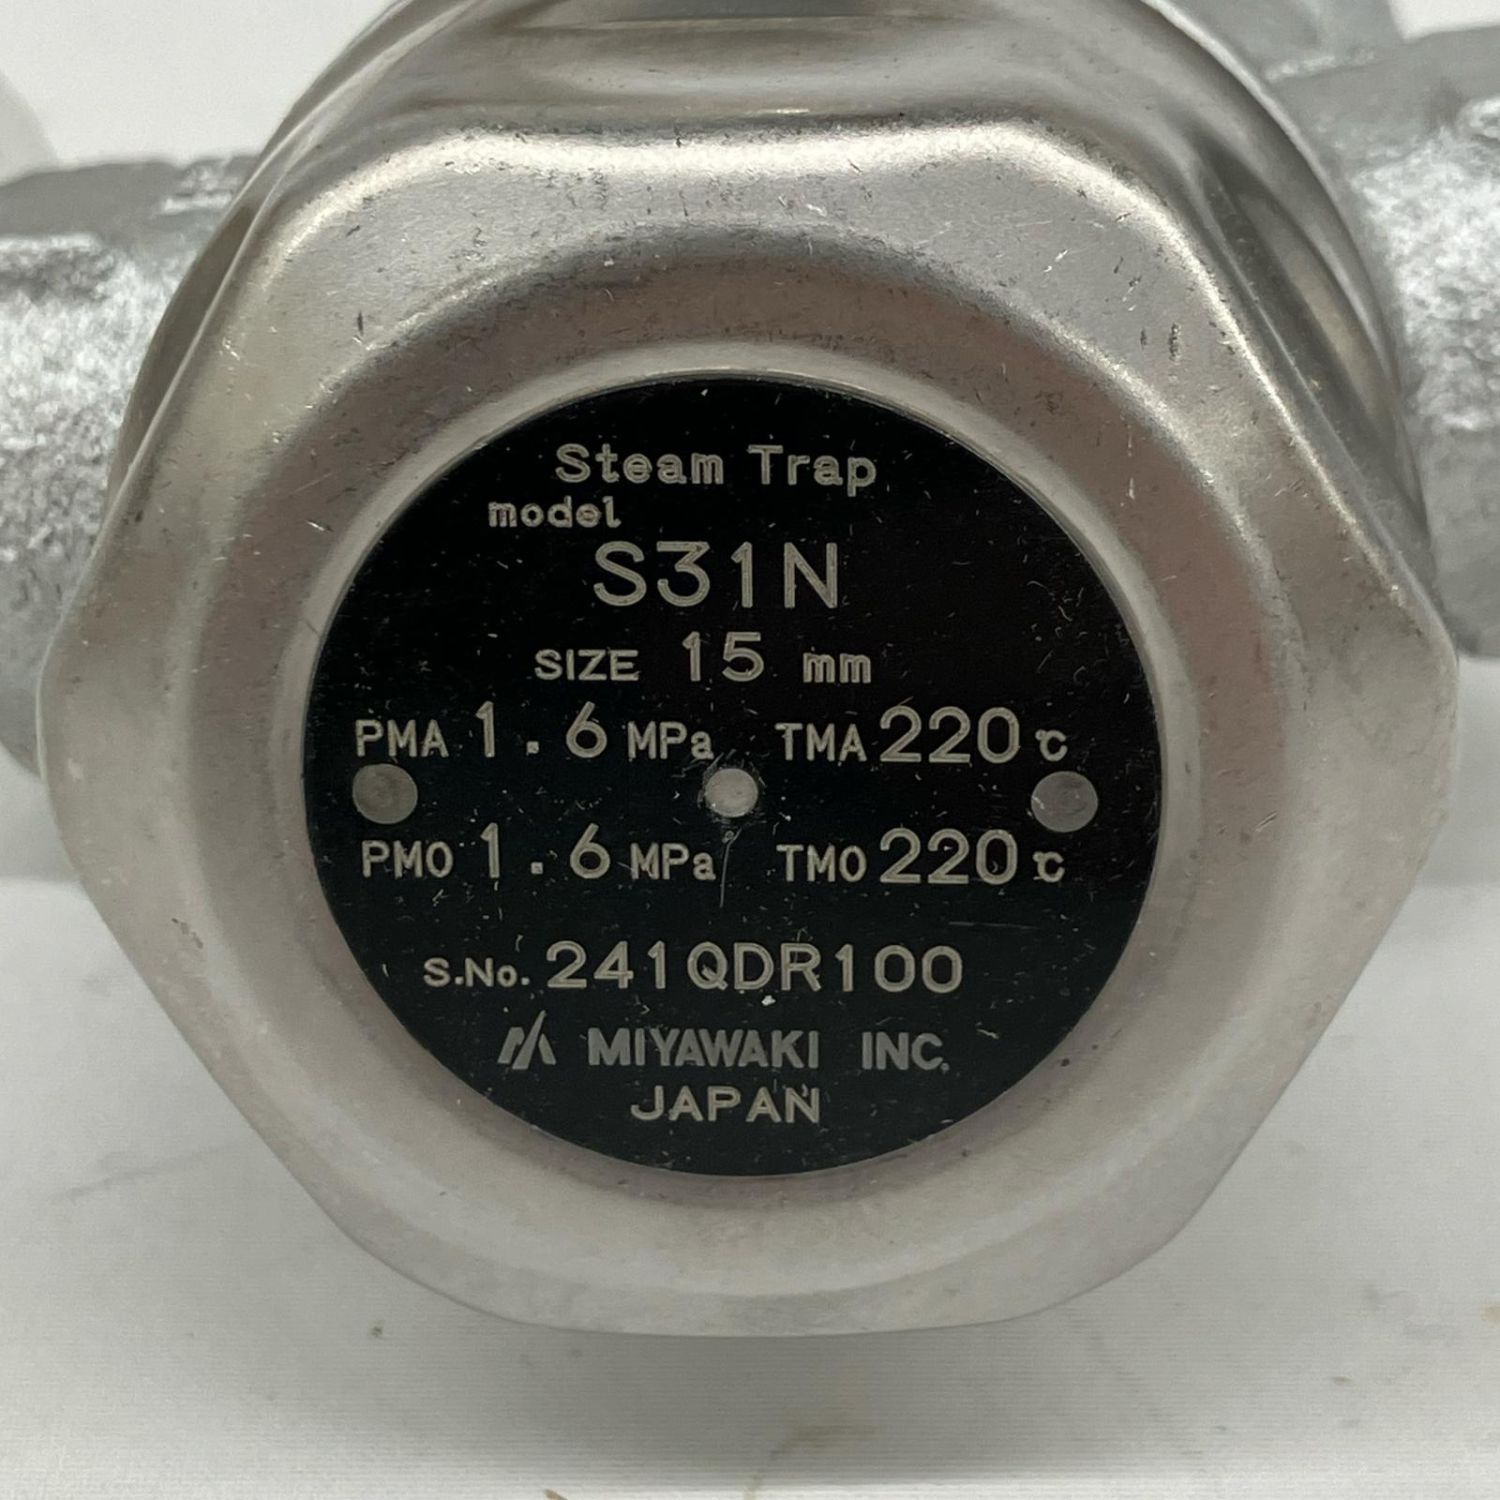 Steam Trap
model
S31N
SIZE 15 mm
PMA 1.6 MPa TMA 220 ℃
PMO 1.6 MPa TMO 220 ℃
S.No. 241QDR100
MIYAWAKI INC.
JAPAN